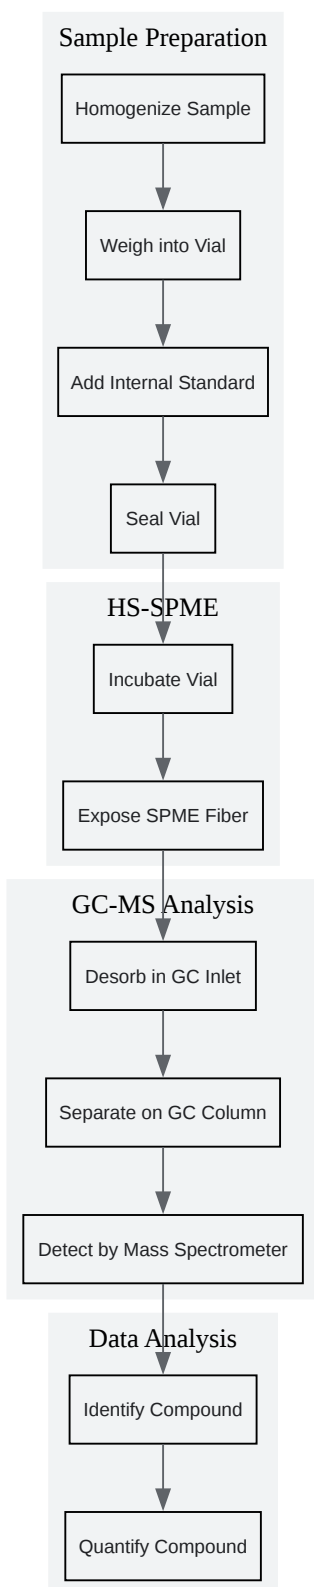 Sample Preparation
Homogenize Sample
Weigh into Vial
Add Internal Standard
Seal Vial
HS-SPME
Incubate Vial
Expose SPME Fiber
GC-MS Analysis
Desorb in GC Inlet
Separate on GC Column
Detect by Mass Spectrometer
Data Analysis
Identify Compound
Quantify Compound